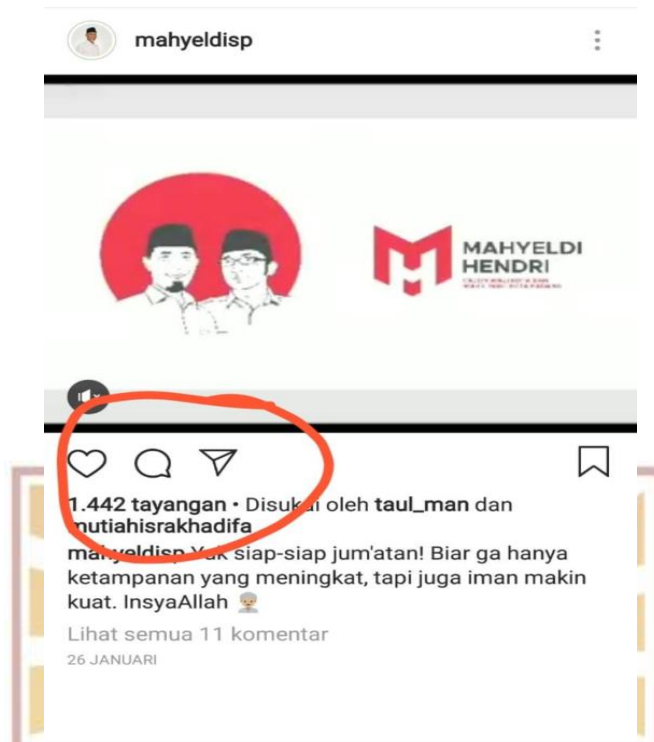 mahyeldisp
MAHYELDI
HENDRI
1.442 tayangan • Disukai oleh taul_man dan
mutiahisrakhadifa
mahyeldisp Yuk siap-siap jum'atan! Biar ga hanya
ketampanan yang meningkat, tapi juga iman makin
kuat. InsyaAllah 👳🏼
Lihat semua 11 komentar
26 JANUARI